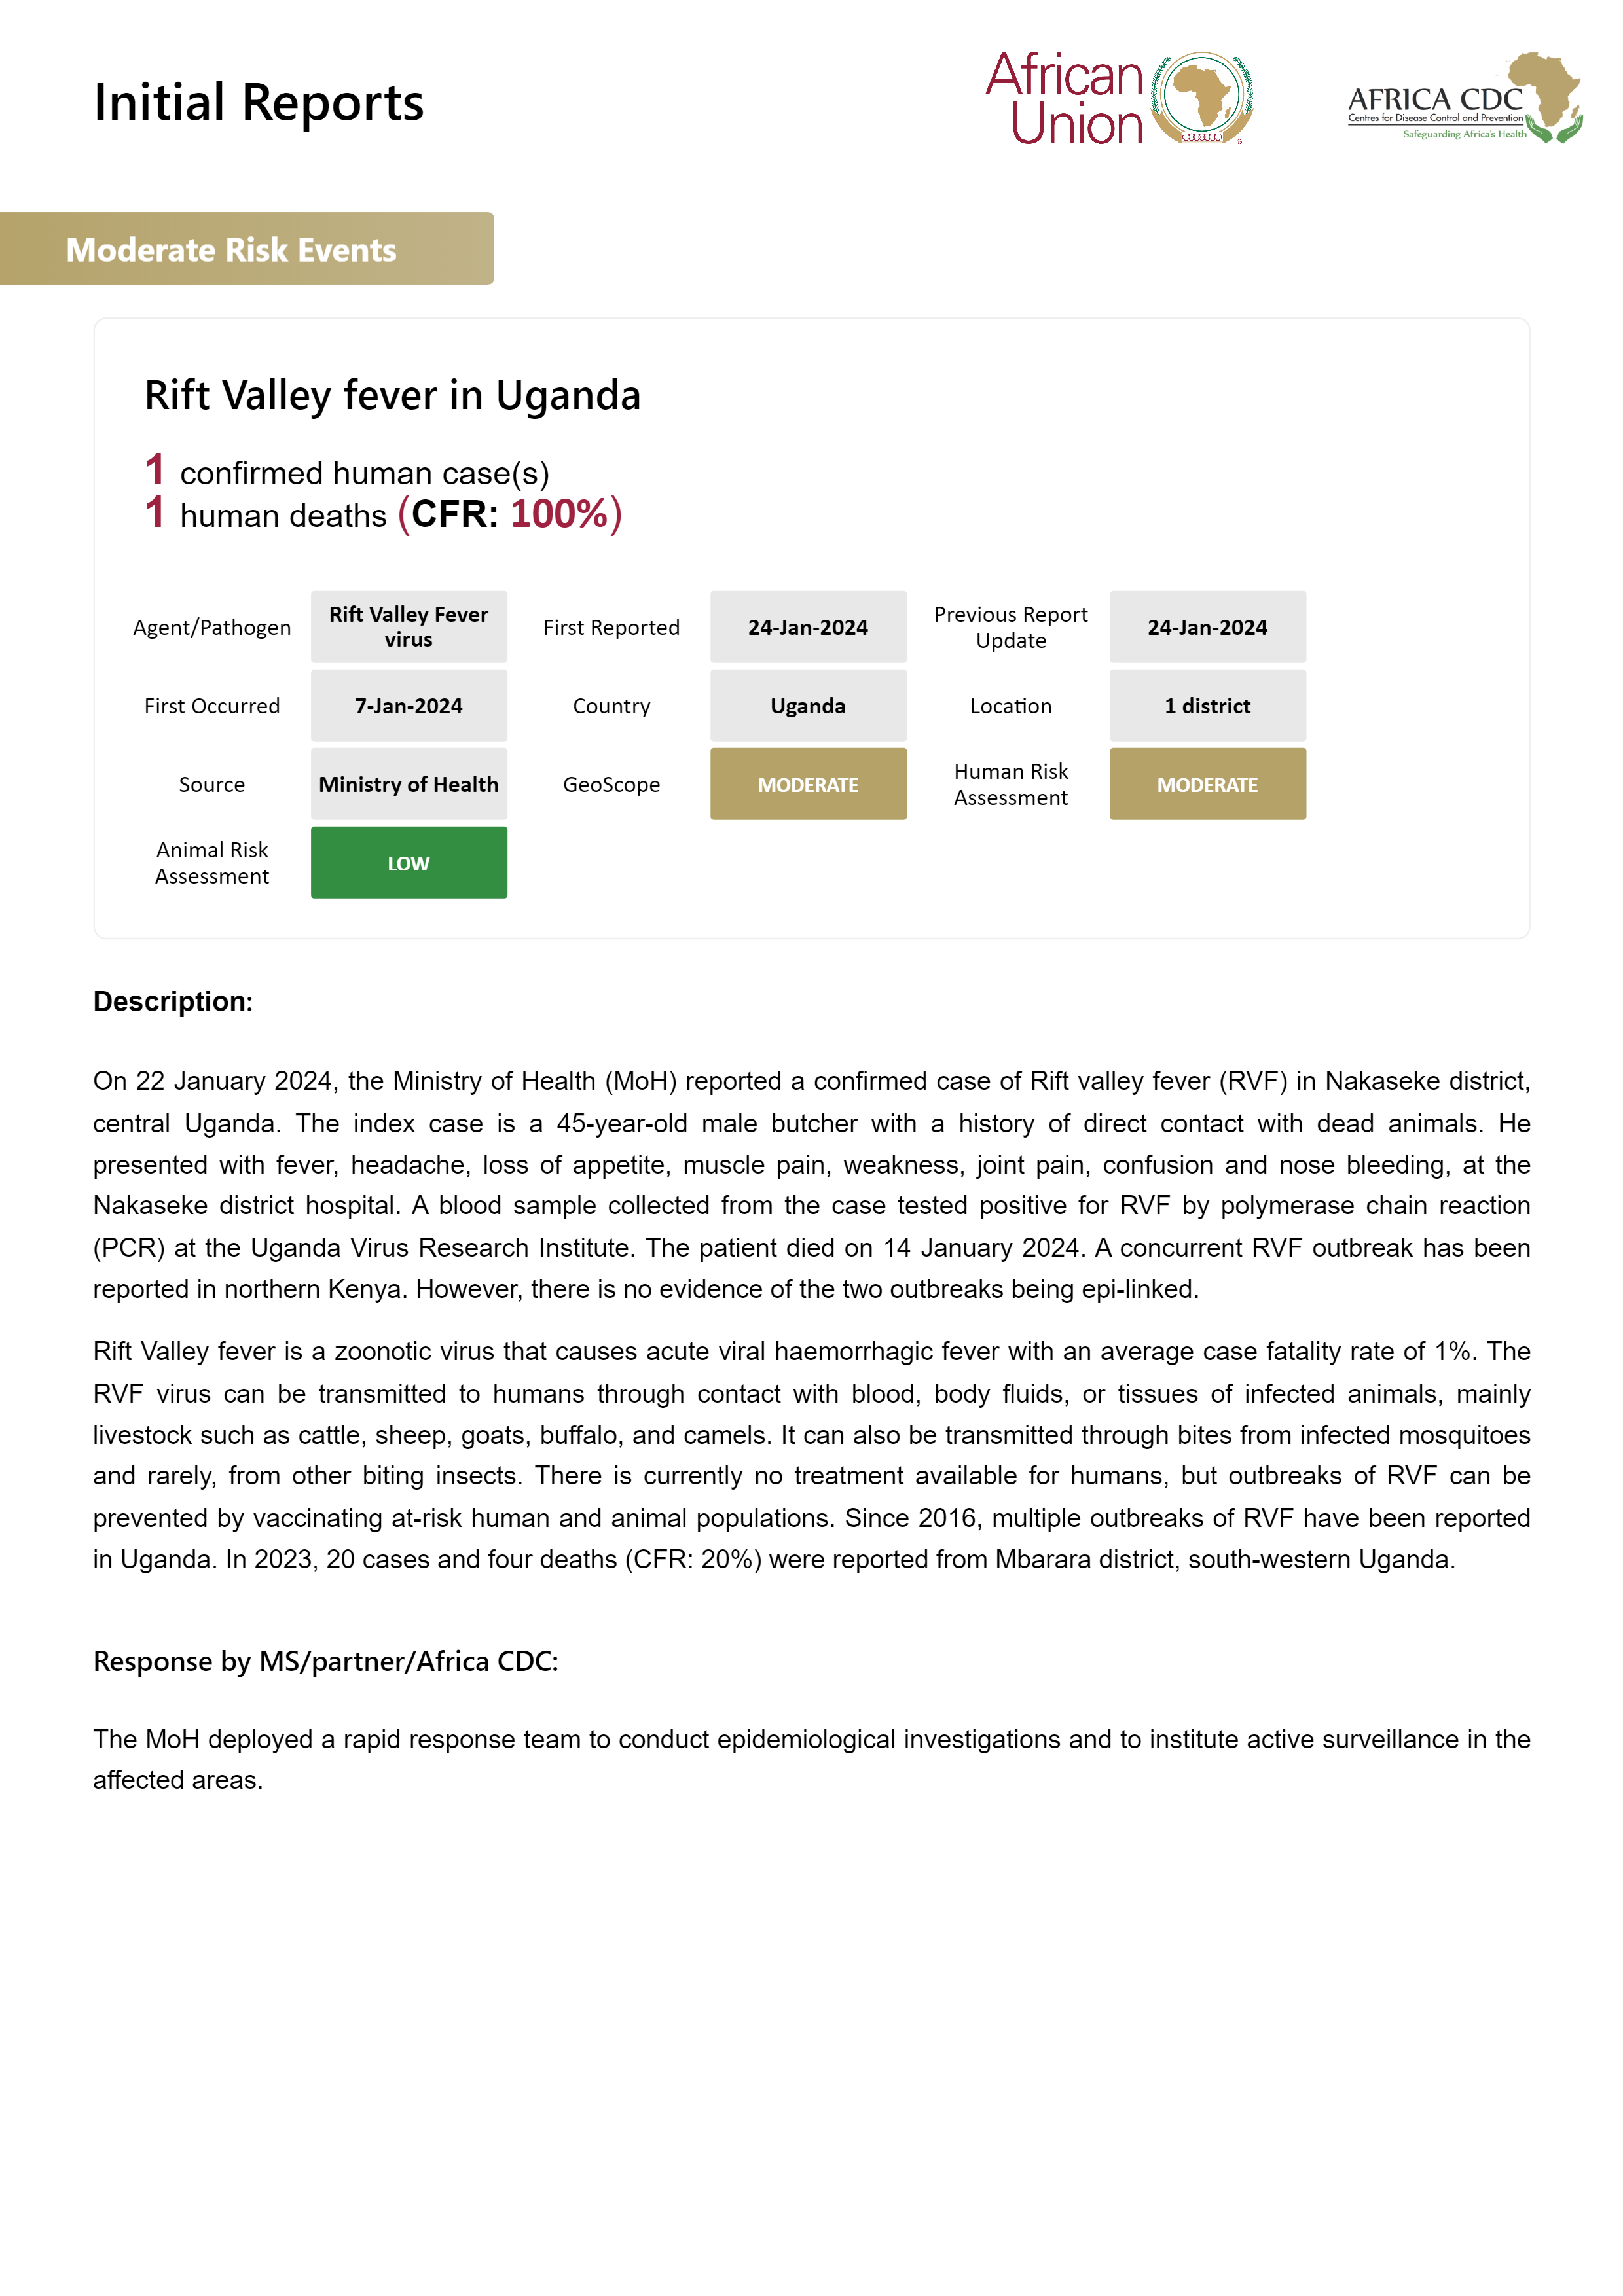 Initial Reports
African
Union
AFRICA CDC
Centres for Disease Control and Prevention
Safeguarding Africa's Health
Moderate Risk Events
Rift Valley fever in Uganda
1 confirmed human case(s)
1 human deaths (CFR: 100%)
Agent/Pathogen
Rift Valley Fever
virus
First Reported
24-Jan-2024
Previous Report
Update
24-Jan-2024
First Occurred
7-Jan-2024
Country
Uganda
Location
1 district
Source
Ministry of Health
GeoScope
MODERATE
Human Risk
Assessment
MODERATE
Animal Risk
Assessment
LOW
Description:
On 22 January 2024, the Ministry of Health (MoH) reported a confirmed case of Rift valley fever (RVF) in Nakaseke district,
central Uganda. The index case is a 45-year-old male butcher with a history of direct contact with dead animals. He
presented with fever, headache, loss of appetite, muscle pain, weakness, joint pain, confusion and nose bleeding, at the
Nakaseke district hospital. A blood sample collected from the case tested positive for RVF by polymerase chain reaction
(PCR) at the Uganda Virus Research Institute. The patient died on 14 January 2024. A concurrent RVF outbreak has been
reported in northern Kenya. However, there is no evidence of the two outbreaks being epi-linked.
Rift Valley fever is a zoonotic virus that causes acute viral haemorrhagic fever with an average case fatality rate of 1%. The
RVF virus can be transmitted to humans through contact with blood, body fluids, or tissues of infected animals, mainly
livestock such as cattle, sheep, goats, buffalo, and camels. It can also be transmitted through bites from infected mosquitoes
and rarely, from other biting insects. There is currently no treatment available for humans, but outbreaks of RVF can be
prevented by vaccinating at-risk human and animal populations. Since 2016, multiple outbreaks of RVF have been reported
in Uganda. In 2023, 20 cases and four deaths (CFR: 20%) were reported from Mbarara district, south-western Uganda.
Response by MS/partner/Africa CDC:
The MoH deployed a rapid response team to conduct epidemiological investigations and to institute active surveillance in the
affected areas.